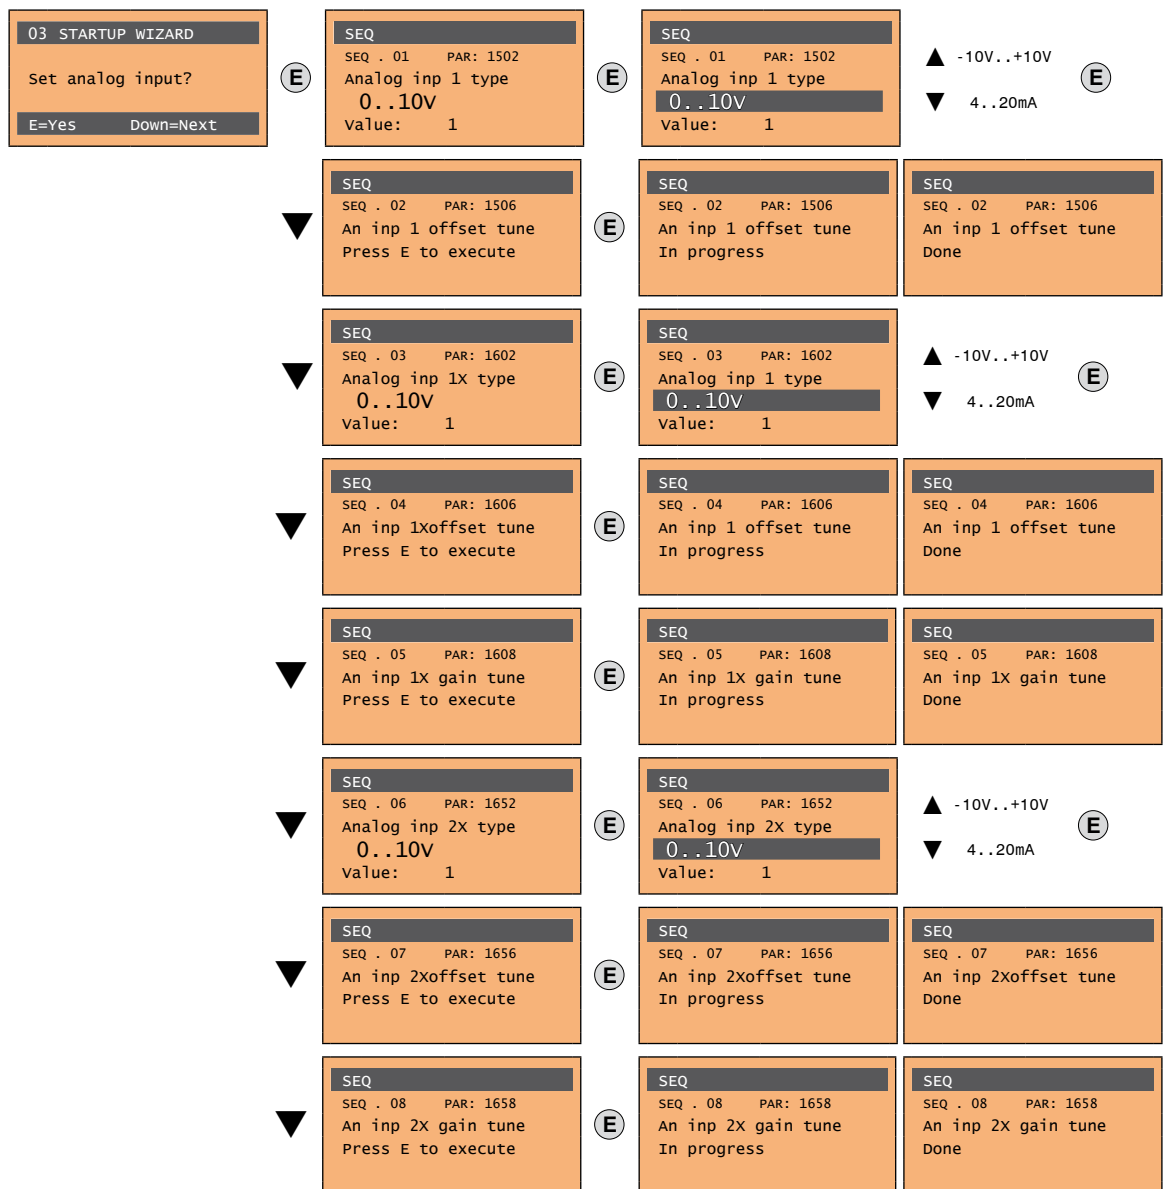 03 STARTUP WIZARD
Set analog input?
E=Yes Down=Next
E
SEQ
SEQ . 01 PAR: 1502
Analog inp 1 type
0..10V
Value: 1
E
SEQ
SEQ . 01 PAR: 1502
Analog inp 1 type
0..10V
Value: 1
▲ -10V..+10V
▼ 4..20mA
E
▼
SEQ
SEQ . 02 PAR: 1506
An inp 1 offset tune
Press E to execute
E
SEQ
SEQ . 02 PAR: 1506
An inp 1 offset tune
In progress
SEQ
SEQ . 02 PAR: 1506
An inp 1 offset tune
Done
▼
SEQ
SEQ . 03 PAR: 1602
Analog inp 1X type
0..10V
Value: 1
E
SEQ
SEQ . 03 PAR: 1602
Analog inp 1 type
0..10V
Value: 1
▲ -10V..+10V
▼ 4..20mA
E
▼
SEQ
SEQ . 04 PAR: 1606
An inp 1Xoffset tune
Press E to execute
E
SEQ
SEQ . 04 PAR: 1606
An inp 1 offset tune
In progress
SEQ
SEQ . 04 PAR: 1606
An inp 1 offset tune
Done
▼
SEQ
SEQ . 05 PAR: 1608
An inp 1X gain tune
Press E to execute
E
SEQ
SEQ . 05 PAR: 1608
An inp 1X gain tune
In progress
SEQ
SEQ . 05 PAR: 1608
An inp 1X gain tune
Done
▼
SEQ
SEQ . 06 PAR: 1652
Analog inp 2X type
0..10V
Value: 1
E
SEQ
SEQ . 06 PAR: 1652
Analog inp 2X type
0..10V
Value: 1
▲ -10V..+10V
▼ 4..20mA
E
▼
SEQ
SEQ . 07 PAR: 1656
An inp 2Xoffset tune
Press E to execute
E
SEQ
SEQ . 07 PAR: 1656
An inp 2Xoffset tune
In progress
SEQ
SEQ . 07 PAR: 1656
An inp 2Xoffset tune
Done
▼
SEQ
SEQ . 08 PAR: 1658
An inp 2X gain tune
Press E to execute
E
SEQ
SEQ . 08 PAR: 1658
An inp 2X gain tune
In progress
SEQ
SEQ . 08 PAR: 1658
An inp 2X gain tune
Done